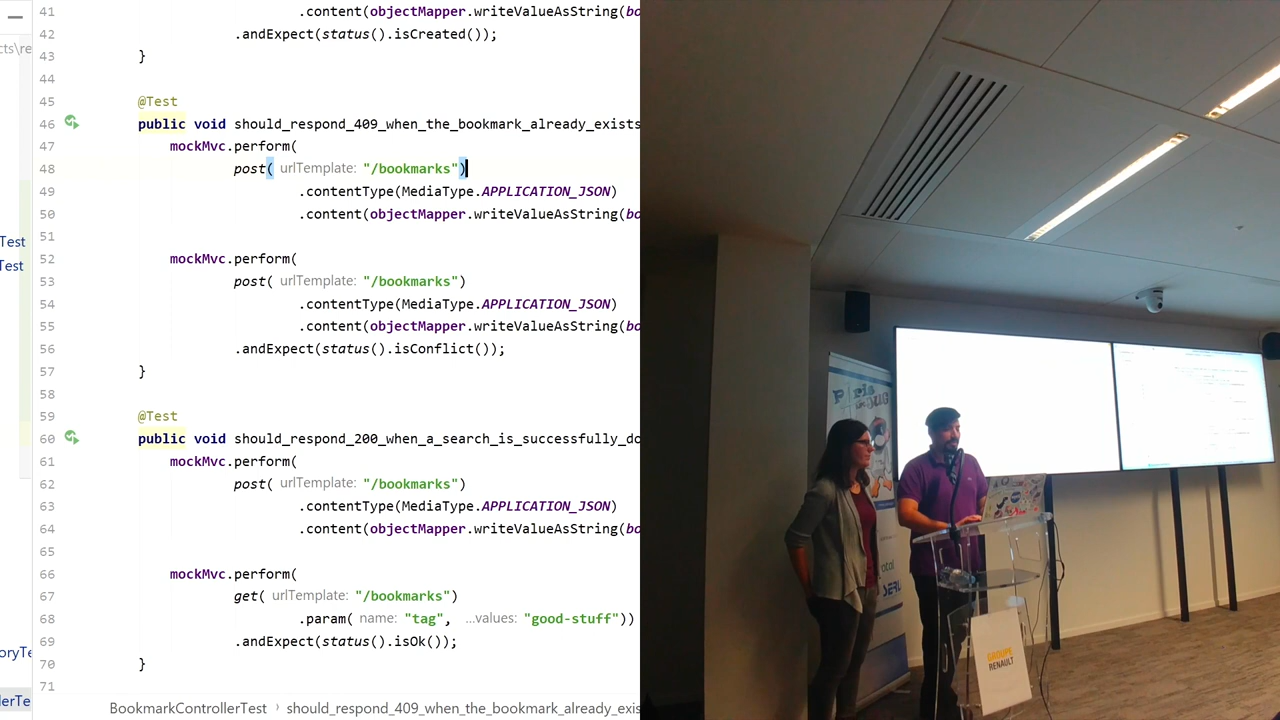 41 .content(objectMapper.writeValueAsString(bo
cts\re
42 .andExpect(status().isCreated());
43 }
44
45 @Test
46 public void should_respond_409_when_the_bookmark_already_exists
47 mockMvc.perform(
48 post( urlTemplate: "/bookmarks")
49 .contentType(MediaType.APPLICATION_JSON)
50 .content(objectMapper.writeValueAsString(bo
51
Test
52 mockMvc.perform(
Test
53 post( urlTemplate: "/bookmarks")
54 .contentType(MediaType.APPLICATION_JSON)
55 .content(objectMapper.writeValueAsString(bo
56 .andExpect(status().isConflict());
57 }
58
59 @Test
60 public void should_respond_200_when_a_search_is_successfully_do
61 mockMvc.perform(
62 post( urlTemplate: "/bookmarks")
63 .contentType(MediaType.APPLICATION_JSON)
64 .content(objectMapper.writeValueAsString(bo
65
66 mockMvc.perform(
67 get( urlTemplate: "/bookmarks")
68 .param( name: "tag", ...values: "good-stuff"))
69 .andExpect(status().isOk());
oryTe
70 }
71
lerTe
BookmarkControllerTest › should_respond_409_when_the_bookmark_already_exis
GROUPE
RENAULT